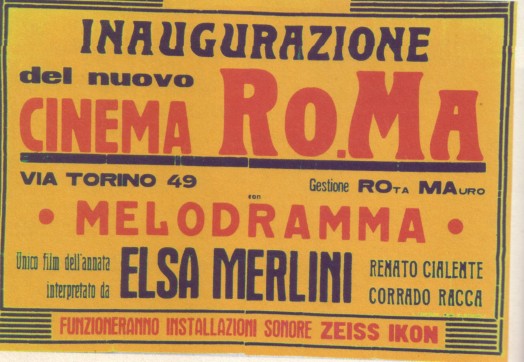 INAUGURAZIONE
del nuovo
CINEMA RO.MA
VIA TORINO 49 Gestione ROTA MAURO
con
• MELODRAMMA •
Unico film dell'annata
interpretato da
ELSA MERLINI
RENATO CIALENTE
CORRADO RACCA
FUNZIONERANNO INSTALLAZIONI SONORE ZEISS IKON